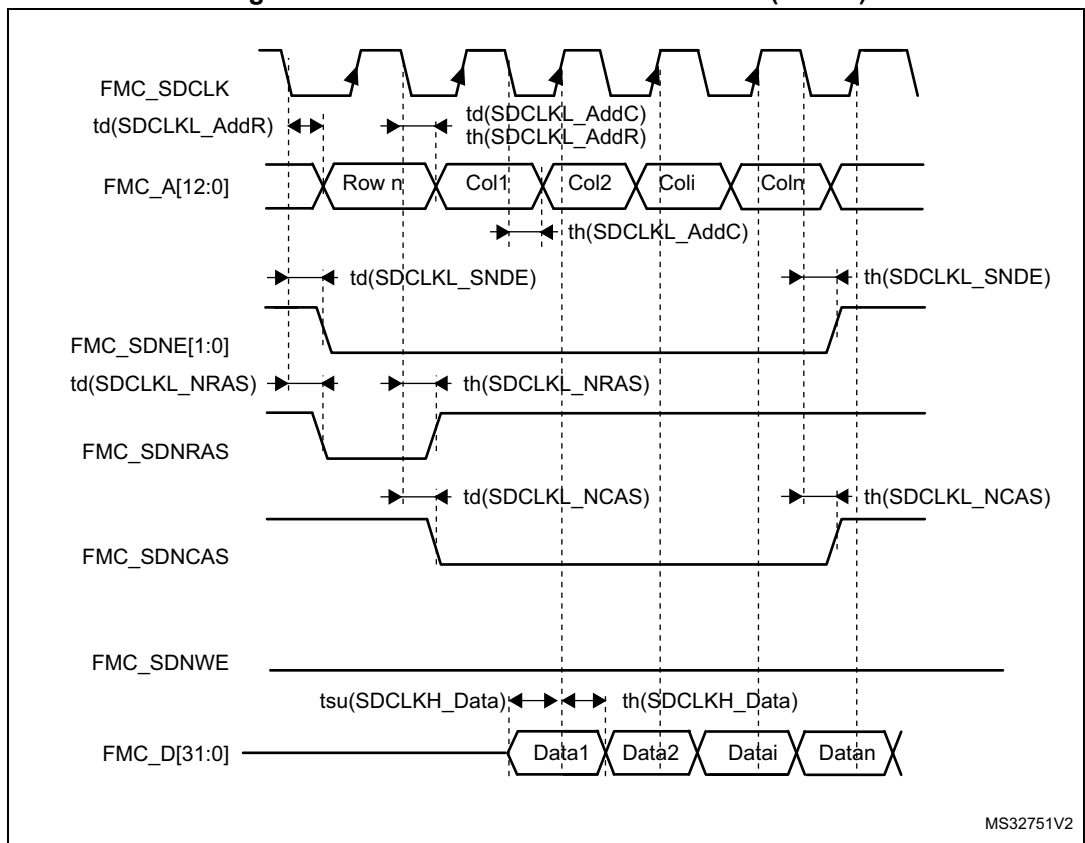 FMC_SDCLK
td(SDCLKL_AddR)
td(SDCLKL_AddC)
th(SDCLKL_AddR)
FMC_A[12:0]
Row n
Col1
Col2
Coli
Coln
th(SDCLKL_AddC)
td(SDCLKL_SNDE)
th(SDCLKL_SNDE)
FMC_SDNE[1:0]
td(SDCLKL_NRAS)
th(SDCLKL_NRAS)
FMC_SDNRAS
td(SDCLKL_NCAS)
th(SDCLKL_NCAS)
FMC_SDNCAS
FMC_SDNWE
tsu(SDCLKH_Data)
th(SDCLKH_Data)
FMC_D[31:0]
Data1
Data2
Datai
Datan
MS32751V2